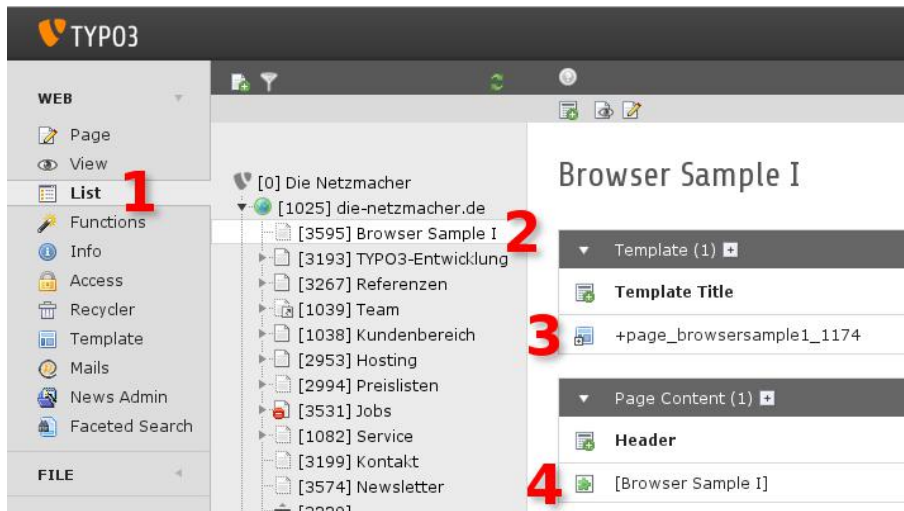 TYPO3
WEB
Page
View
List
1
Functions
Info
Access
Recycler
Template
Mails
News Admin
Faceted Search
FILE
[0] Die Netzmacher
[1025] die-netzmacher.de
[3595] Browser Sample I
2
[3193] TYPO3-Entwicklung
[3267] Referenzen
[1039] Team
[1038] Kundenbereich
[2953] Hosting
[2994] Preislisten
[3531] Jobs
[1082] Service
[3199] Kontakt
[3574] Newsletter
Browser Sample I
Template (1)
Template Title
3
+page_browsersample1_1174
Page Content (1)
Header
4
[Browser Sample I]